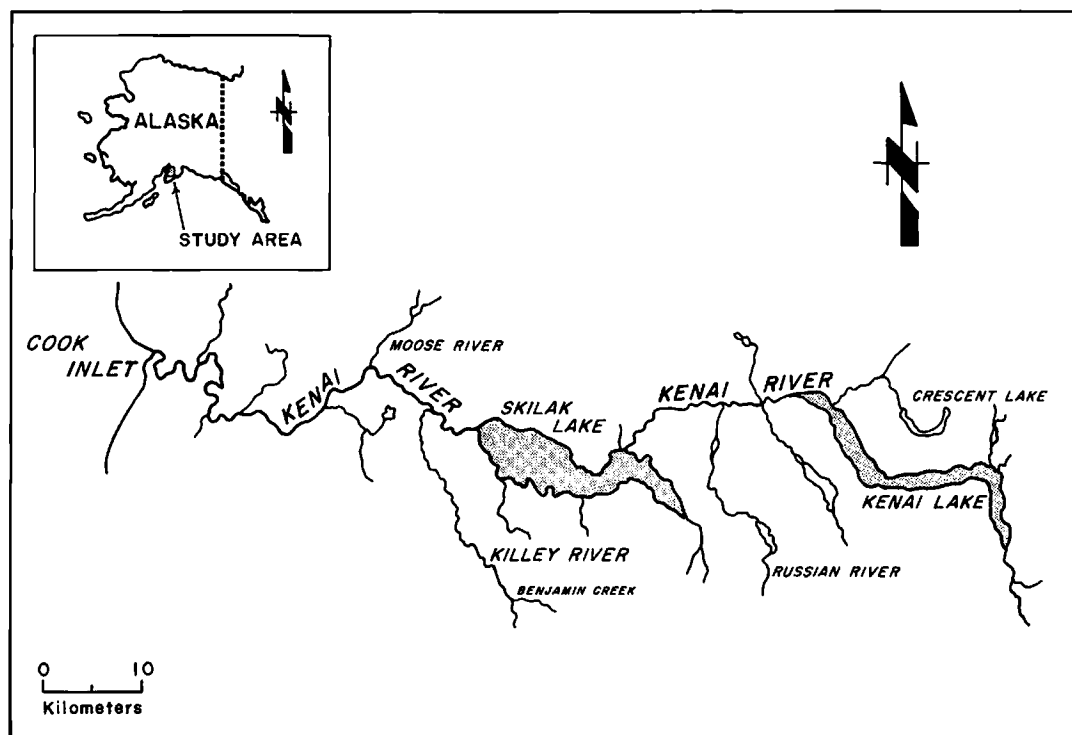 ALASKA
STUDY AREA
COOK
INLET
MOOSE RIVER
KENAI
RIVER
SKILAK
LAKE
KENAI
RIVER
CRESCENT LAKE
KENAI LAKE
KILLEY RIVER
RUSSIAN RIVER
BENJAMIN CREEK
0 10
Kilometers